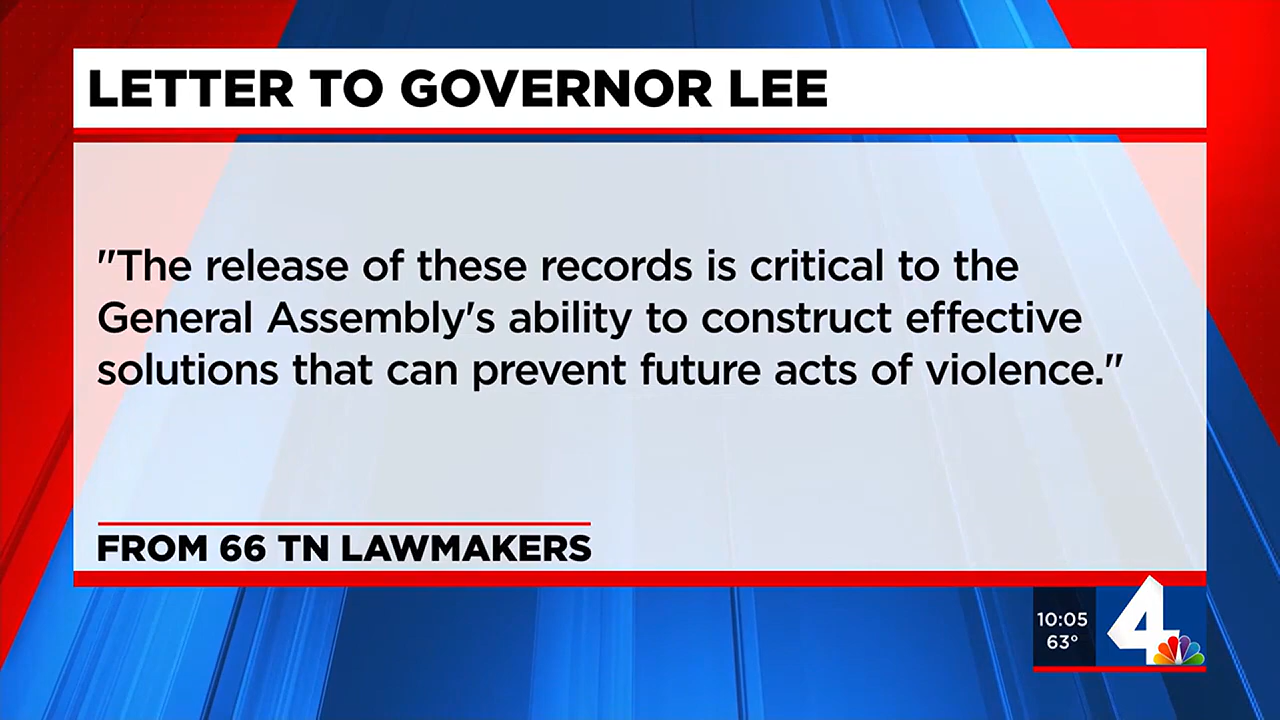 LETTER TO GOVERNOR LEE
"The release of these records is critical to the
General Assembly's ability to construct effective
solutions that can prevent future acts of violence."
FROM 66 TN LAWMAKERS
10:05
63°
4